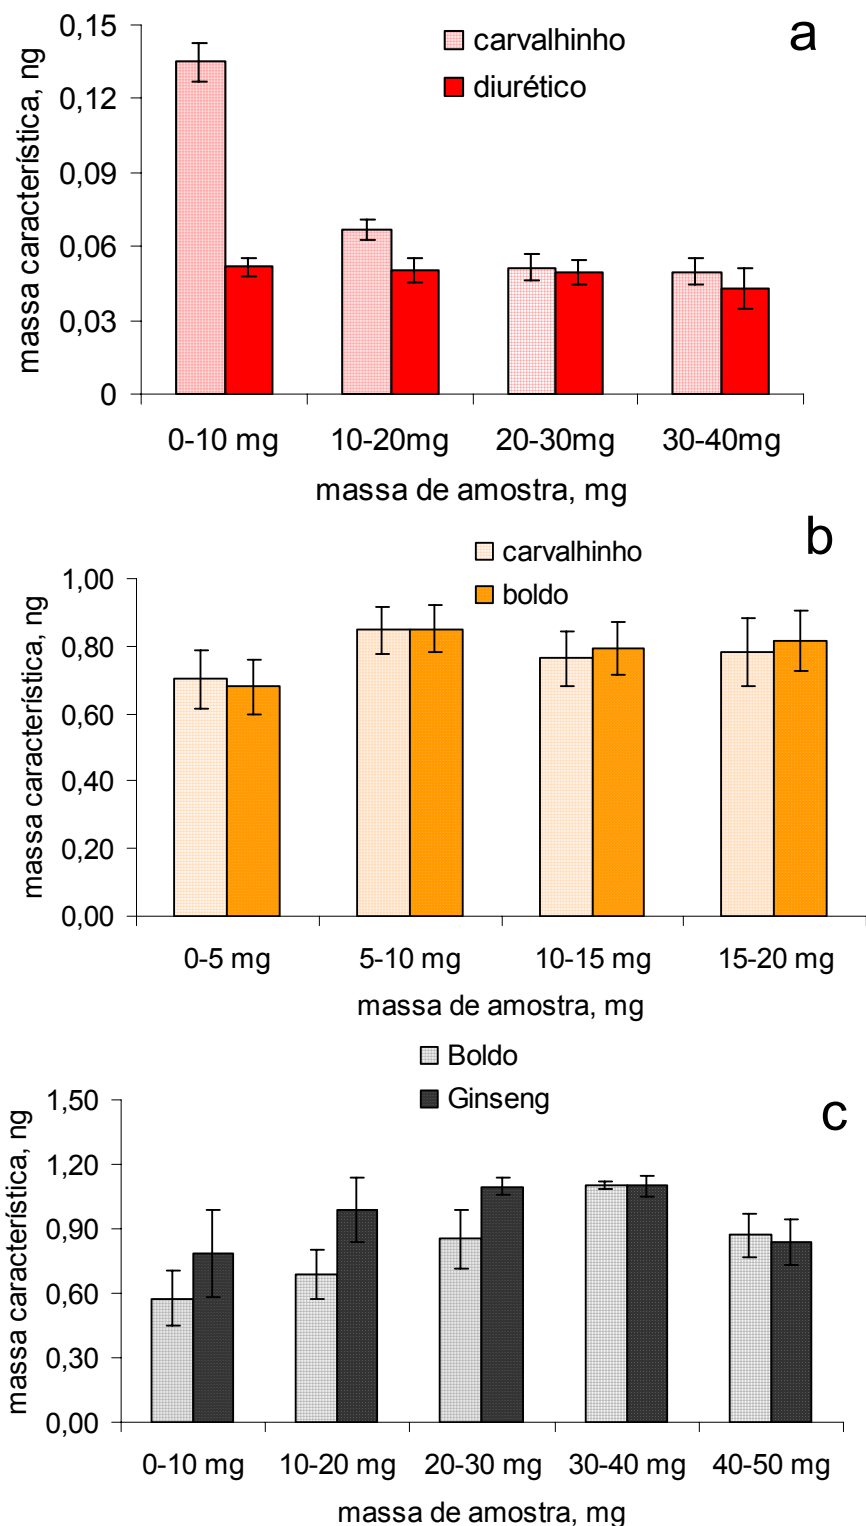 a
carvalhinho
diurético
massa característica, ng
0,15
0,12
0,09
0,06
0,03
0
0-10 mg 10-20mg 20-30mg 30-40mg
massa de amostra, mg
b
carvalhinho
boldo
massa característica, ng
1,00
0,80
0,60
0,40
0,20
0,00
0-5 mg 5-10 mg 10-15 mg 15-20 mg
massa de amostra, mg
c
Boldo
Ginseng
massa característica, ng
1,50
1,20
0,90
0,60
0,30
0,00
0-10 mg 10-20 mg 20-30 mg 30-40 mg 40-50 mg
massa de amostra, mg